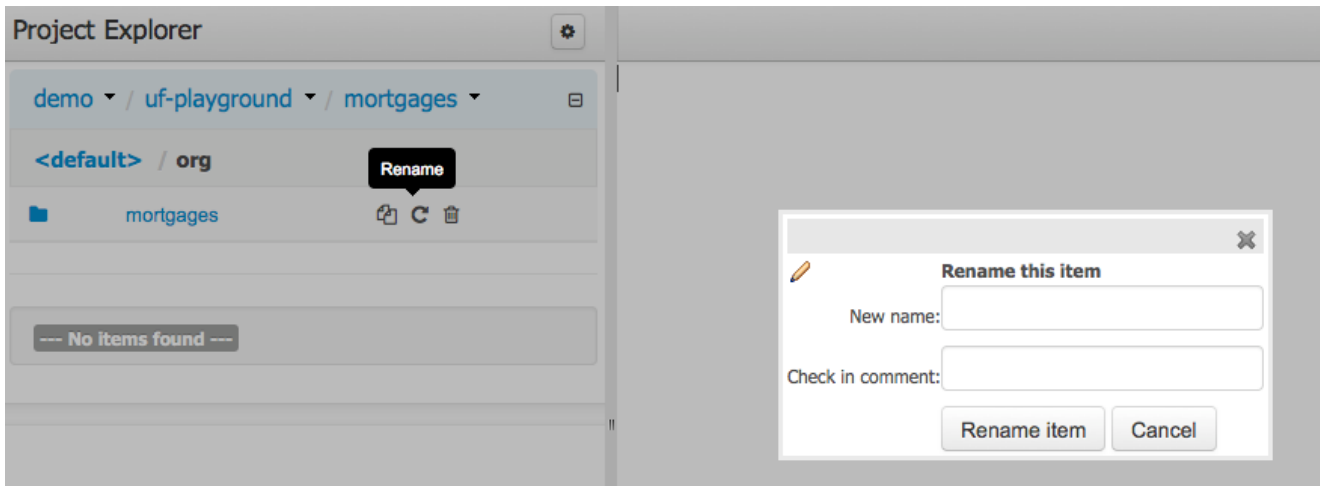 Project Explorer
demo / uf-playground / mortgages
<default> / org
Rename
mortgages
--- No items found ---
Rename this item
New name:
Check in comment:
Rename item Cancel